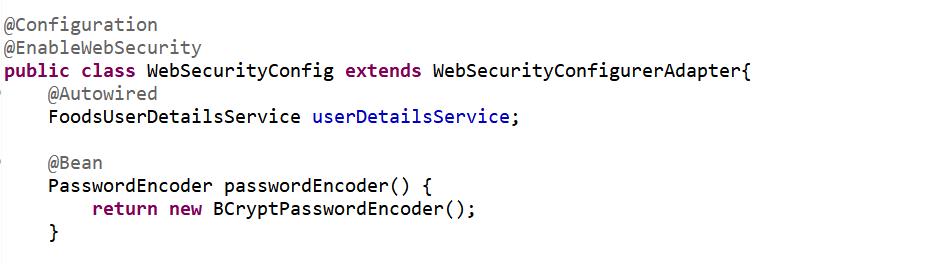 @Configuration
@EnableWebSecurity
public class WebSecurityConfig extends WebSecurityConfigurerAdapter{
    @Autowired
    FoodsUserDetailsService userDetailsService;

    @Bean
    PasswordEncoder passwordEncoder() {
        return new BCryptPasswordEncoder();
    }